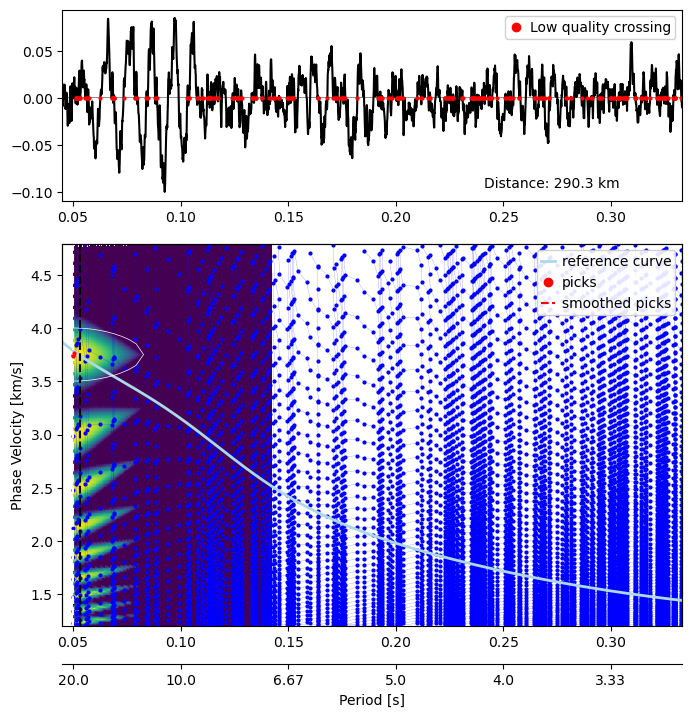 0.05
0.00
−0.05
−0.10
Low quality crossing
Distance: 290.3 km
0.05 0.10 0.15 0.20 0.25 0.30
Phase Velocity [km/s]
4.5
4.0
3.5
3.0
2.5
2.0
1.5
reference curve
picks
smoothed picks
0.05 0.10 0.15 0.20 0.25 0.30
20.0 10.0 6.67 5.0 4.0 3.33
Period [s]